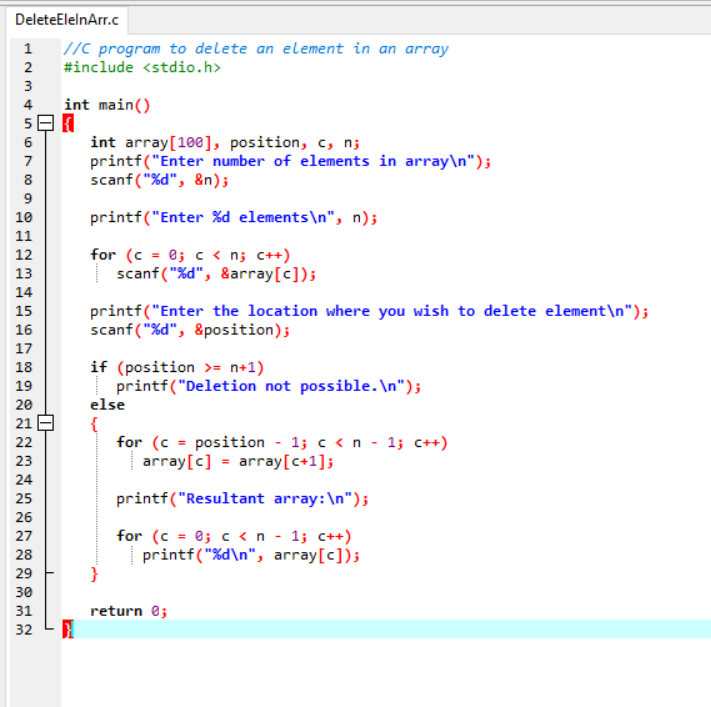 DeleteEleInArr.c
1 //C program to delete an element in an array
2 #include <stdio.h>
3
4 int main()
5 {
6 int array[100], position, c, n;
7 printf("Enter number of elements in array\n");
8 scanf("%d", &n);
9
10 printf("Enter %d elements\n", n);
11
12 for (c = 0; c < n; c++)
13 scanf("%d", &array[c]);
14
15 printf("Enter the location where you wish to delete element\n");
16 scanf("%d", &position);
17
18 if (position >= n+1)
19 printf("Deletion not possible.\n");
20 else
21 {
22 for (c = position - 1; c < n - 1; c++)
23 array[c] = array[c+1];
24
25 printf("Resultant array:\n");
26
27 for (c = 0; c < n - 1; c++)
28 printf("%d\n", array[c]);
29 }
30
31 return 0;
32 }